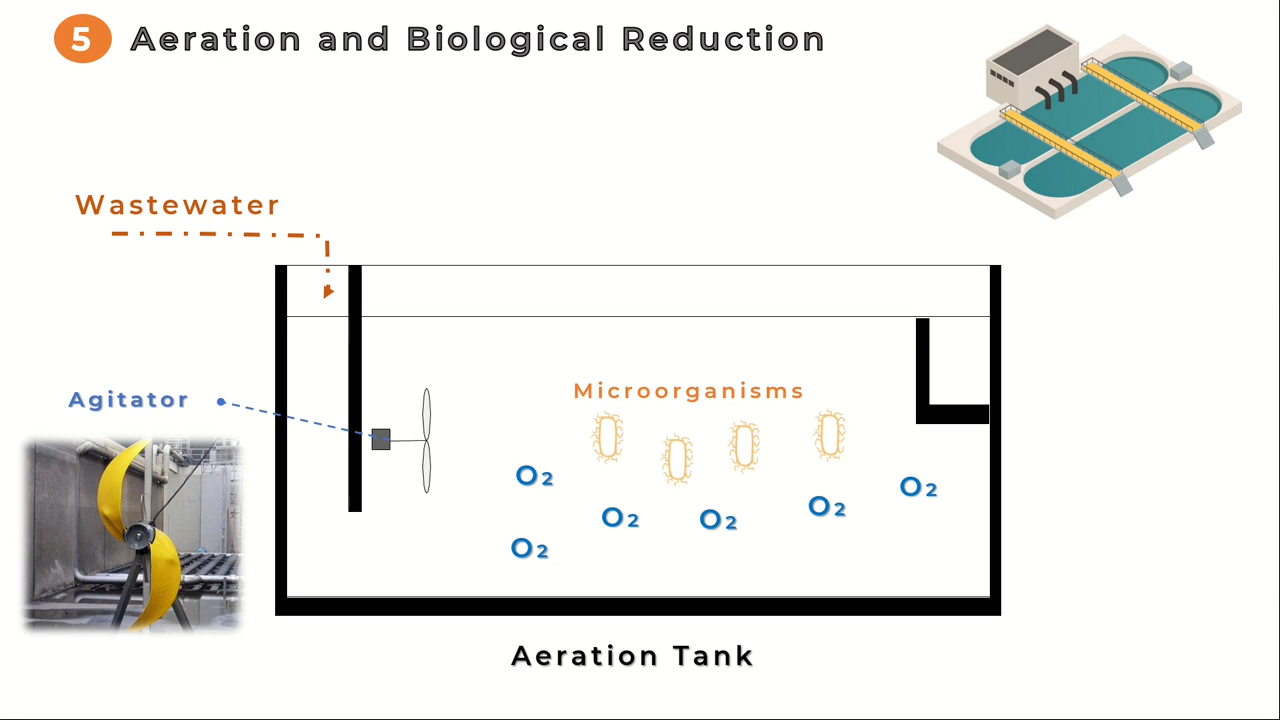 5 Aeration and Biological Reduction
Wastewater
Agitator
Microorganisms
O2
O2
O2
O2
O2
O2
Aeration Tank